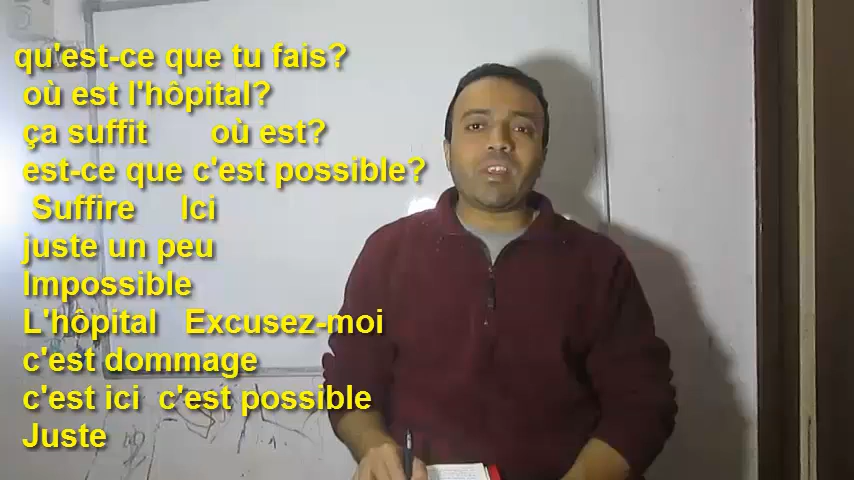 qu'est-ce que tu fais?
où est l'hôpital?
ça suffit où est?
est-ce que c'est possible?
Suffire Ici
juste un peu
Impossible
L'hôpital Excusez-moi
c'est dommage
c'est ici c'est possible
Juste